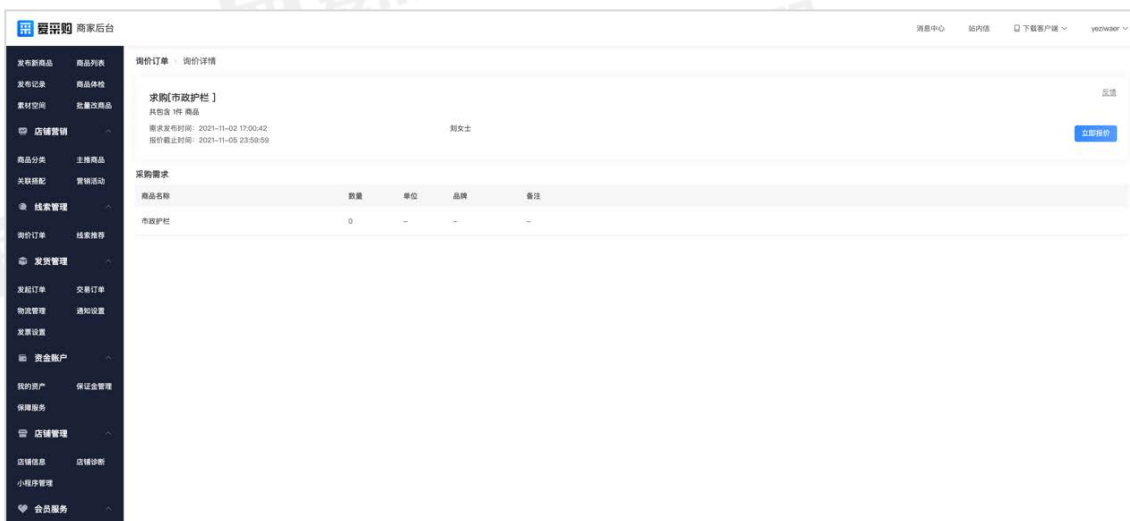 爱采购 商家后台
消息中心 站内信 下载客户端 yeziwaer
发布新商品 商品列表
发布记录 商品体检
素材空间 批量改商品
店铺营销
商品分类 主推商品
关联搭配 营销活动
线索管理
询价订单 线索推荐
发货管理
发起订单 交易订单
物流管理 通知设置
发票设置
资金账户
我的资产 保证金管理
保障服务
店铺管理
店铺信息 店铺诊断
小程序管理
会员服务
询价订单 询价详情
求购[市政护栏 ]
反馈
共包含 1件 商品
需求发布时间：2021-11-02 17:00:42 刘女士
报价截止时间：2021-11-05 23:59:59
立即报价
采购需求
商品名称 数量 单位 品牌 备注
市政护栏 0 - - -